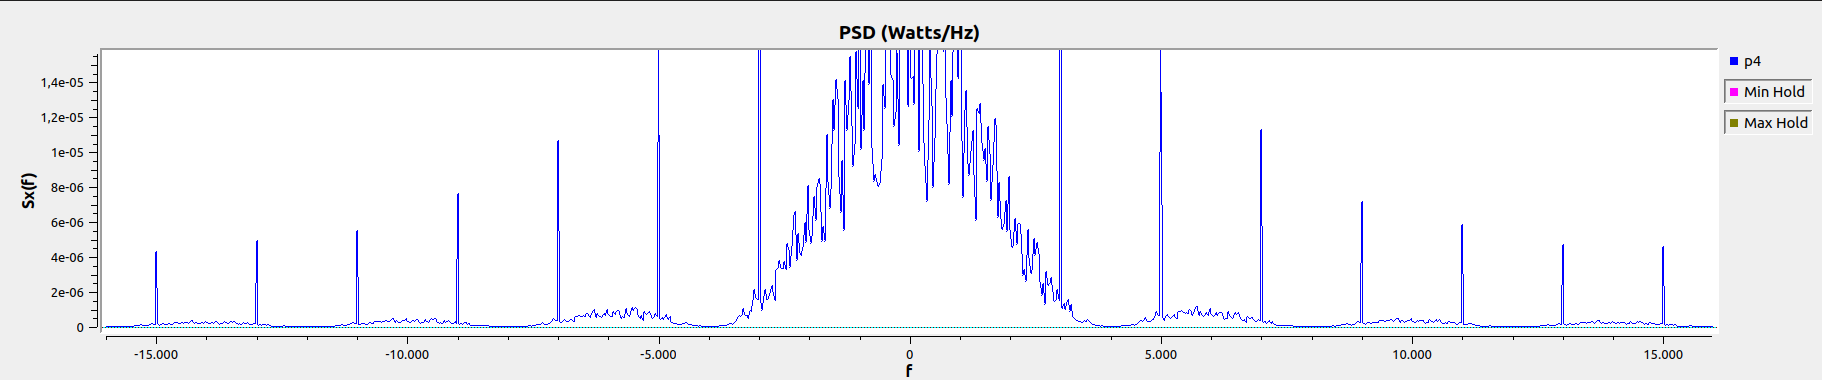 PSD (Watts/Hz)
Sx(f)
1,4e-05
1,2e-05
1e-05
8e-06
6e-06
4e-06
2e-06
0
-15.000 -10.000 -5.000 0 5.000 10.000 15.000
f
p4
Min Hold
Max Hold